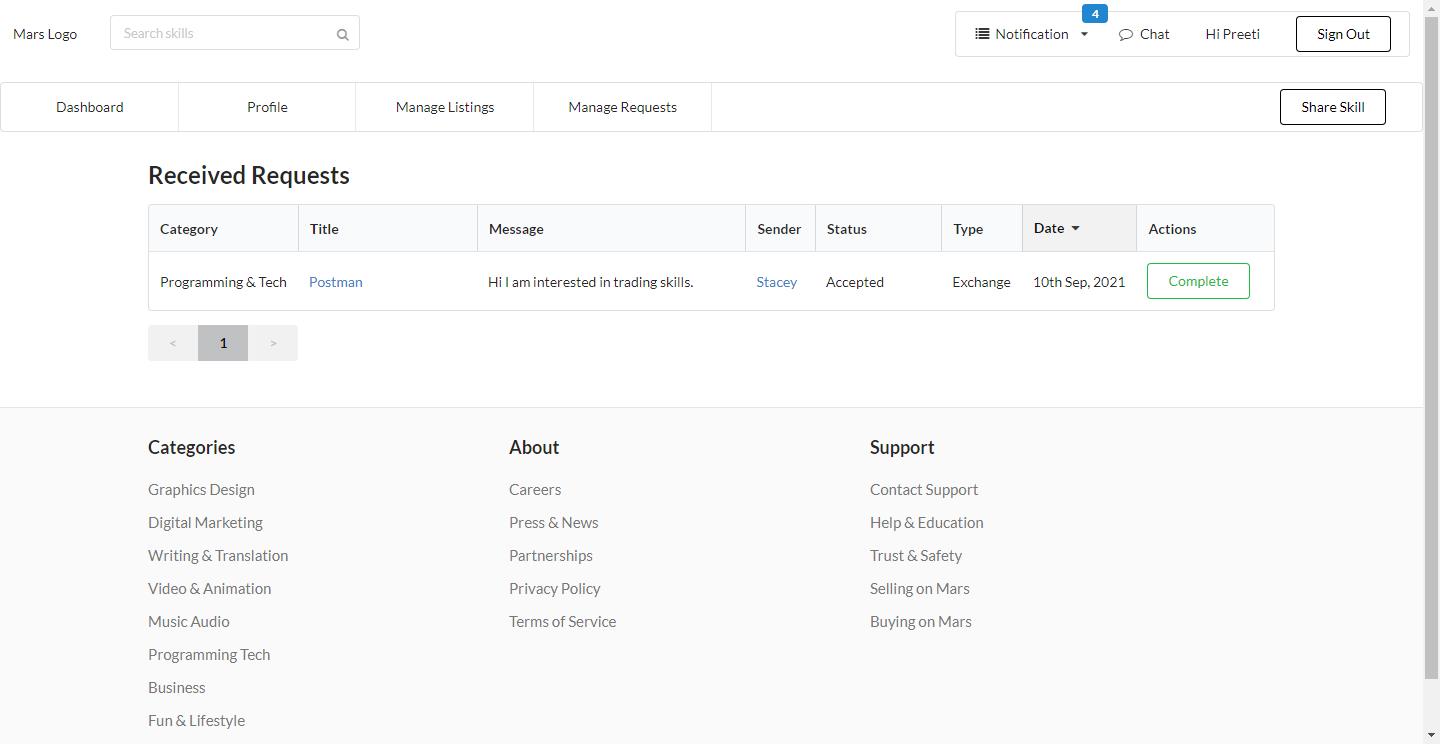 Mars Logo
Search skills
4
Notification
Chat
Hi Preeti
Sign Out
Dashboard
Profile
Manage Listings
Manage Requests
Share Skill
Received Requests
Category Title Message Sender Status Type Date Actions
Programming & Tech Postman Hi I am interested in trading skills. Stacey Accepted Exchange 10th Sep, 2021 Complete
< 1 >
Categories
Graphics Design
Digital Marketing
Writing & Translation
Video & Animation
Music Audio
Programming Tech
Business
Fun & Lifestyle
About
Careers
Press & News
Partnerships
Privacy Policy
Terms of Service
Support
Contact Support
Help & Education
Trust & Safety
Selling on Mars
Buying on Mars